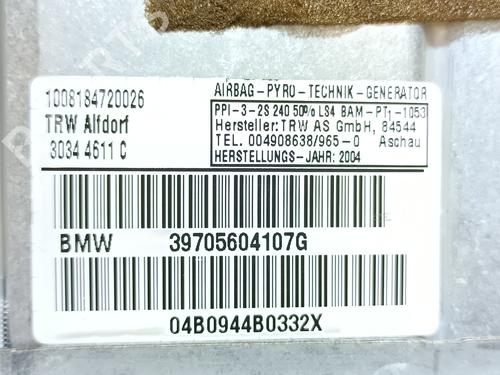 1008184720026
TRW Alfdorf
3034 4611 C
AIRBAG-PYRO-TECHNIK-GENERATOR
PPI-3-2S 240 50% LS4 BAM-PT1-1053
Hersteller:TRW AS GmbH, 84544
TEL. 004908638/965-0 Aschau
HERSTELLUNGS-JAHR: 2004
BMW 39705604107G
04B0944B0332X